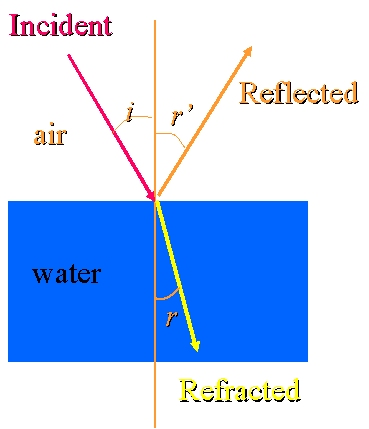 Incident
i
r’
Reflected
air
water
r
Refracted